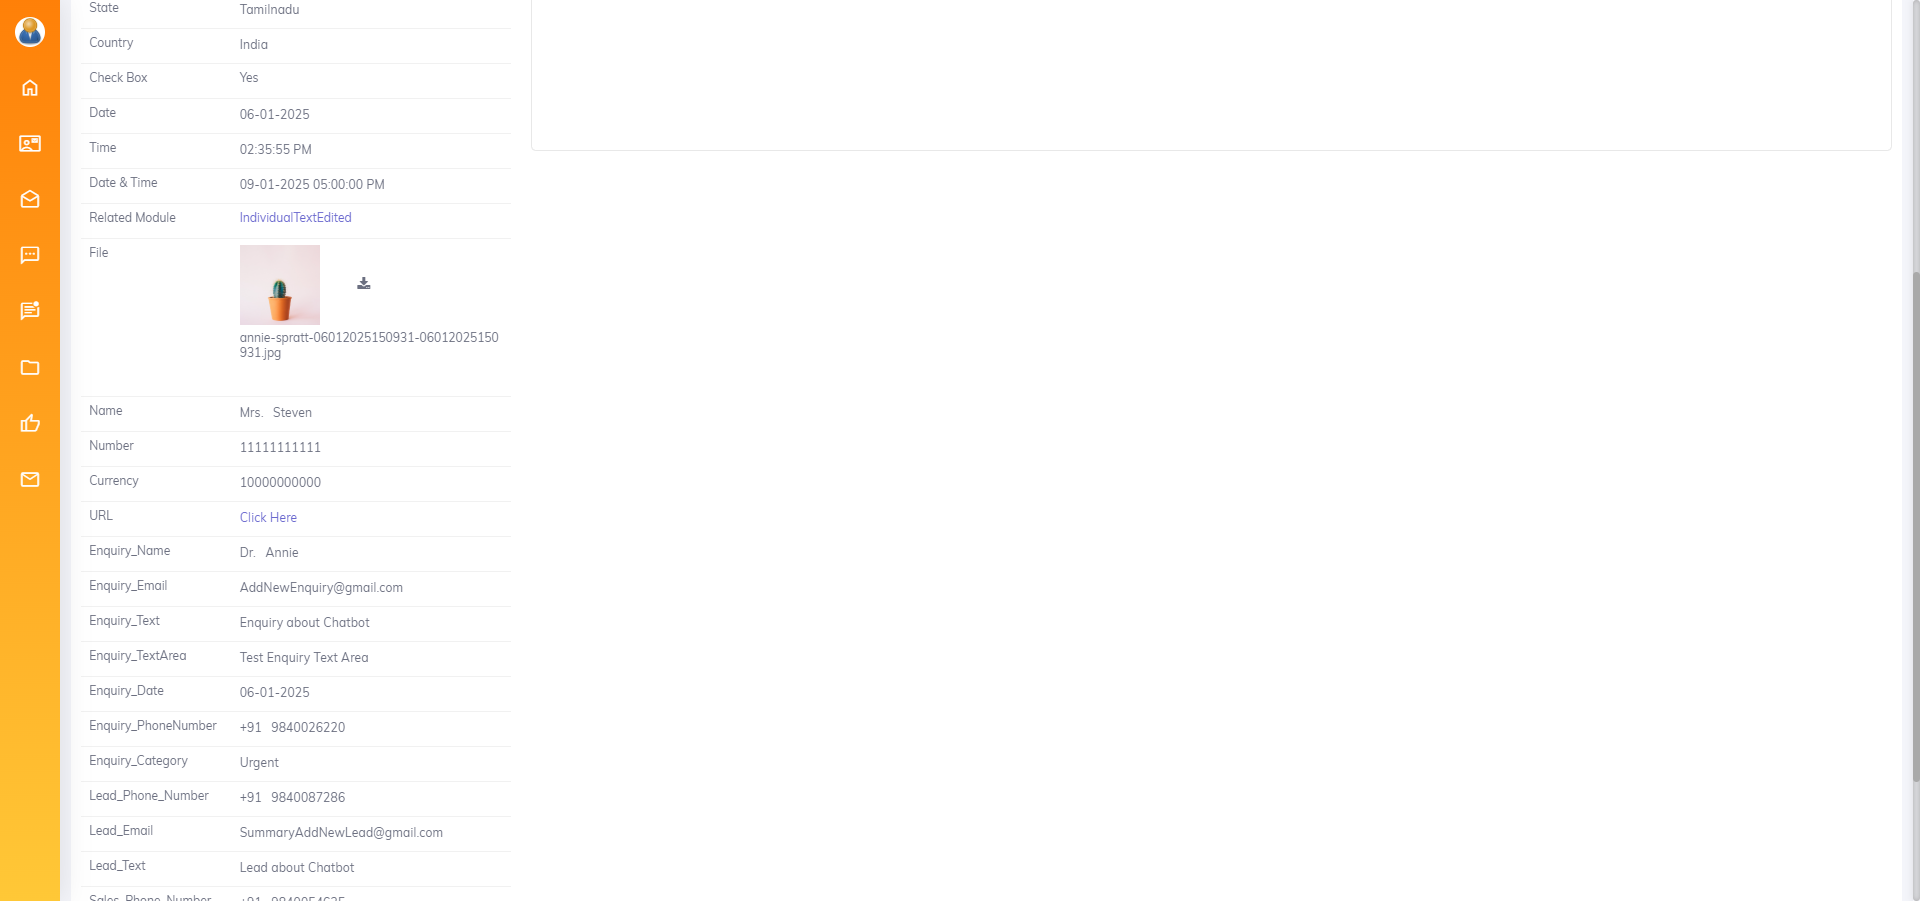 State Tamilnadu
Country India
Check Box Yes
Date 06-01-2025
Time 02:35:55 PM
Date & Time 09-01-2025 05:00:00 PM
Related Module IndividualTextEdited
File
annie-spratt-06012025150931-06012025150
931.jpg
Name Mrs. Steven
Number 11111111111
Currency 10000000000
URL Click Here
Enquiry_Name Dr. Annie
Enquiry_Email AddNewEnquiry@gmail.com
Enquiry_Text Enquiry about Chatbot
Enquiry_TextArea Test Enquiry Text Area
Enquiry_Date 06-01-2025
Enquiry_PhoneNumber +91 9840026220
Enquiry_Category Urgent
Lead_Phone_Number +91 9840087286
Lead_Email SummaryAddNewLead@gmail.com
Lead_Text Lead about Chatbot
Sales_Phone_Number +91